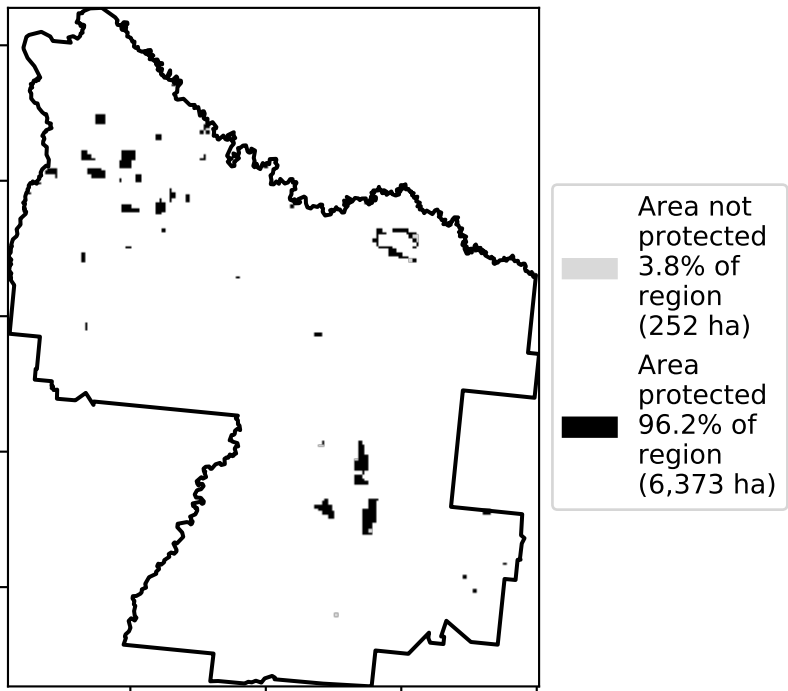 Area not
protected
3.8% of
region
(252 ha)
Area
protected
96.2% of
region
(6,373 ha)